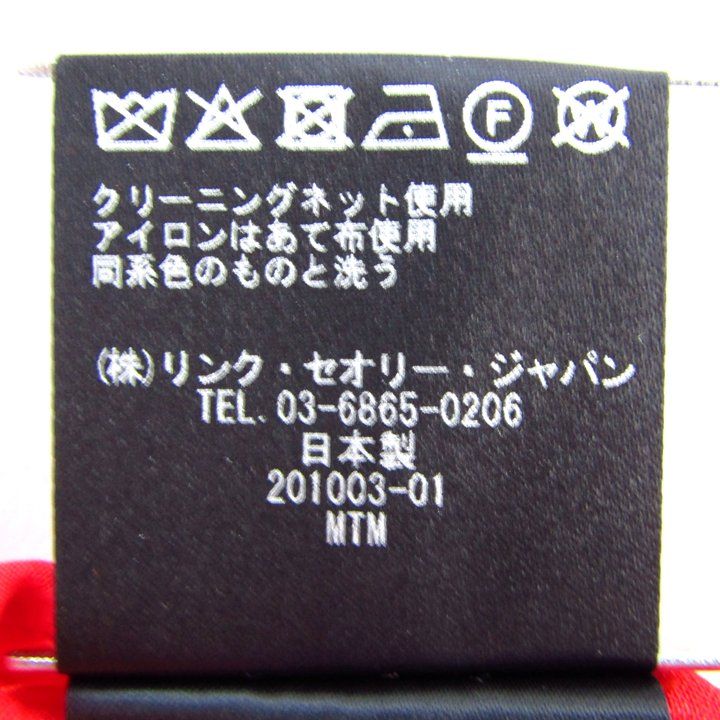 F W
クリーニングネット使用
アイロンはあて布使用
同系色のものと洗う
(株)リンク・セオリー・ジャパン
TEL. 03-6865-0206
日本製
201003-01
MTM